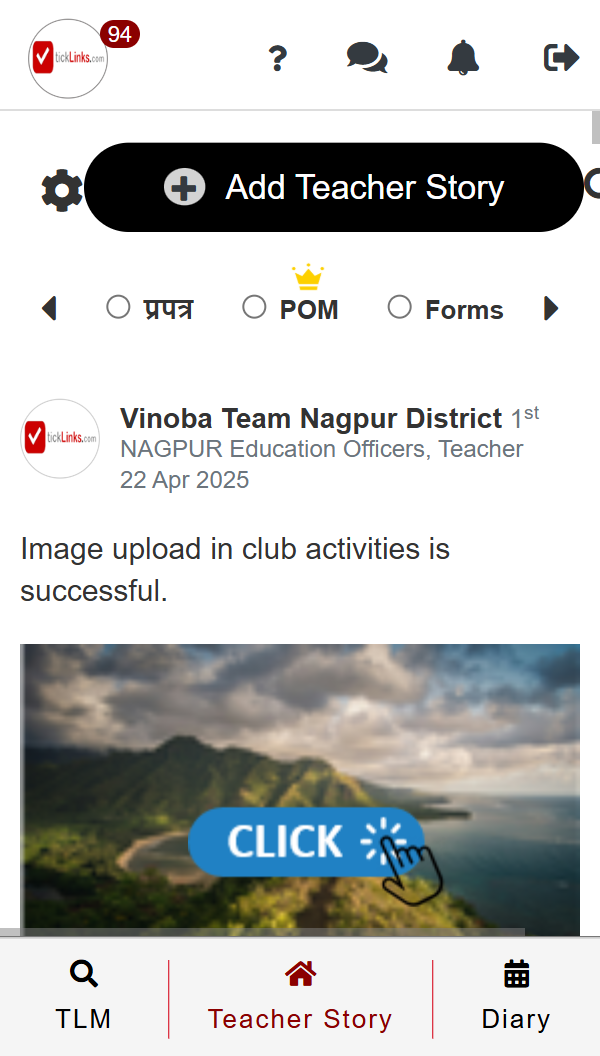 tickLinks.com
94
?
Add Teacher Story
प्रपत्र
POM
Forms
tickLinks.com
Vinoba Team Nagpur District 1st
NAGPUR Education Officers, Teacher
22 Apr 2025
Image upload in club activities is
successful.
CLICK
TLM
Teacher Story
Diary